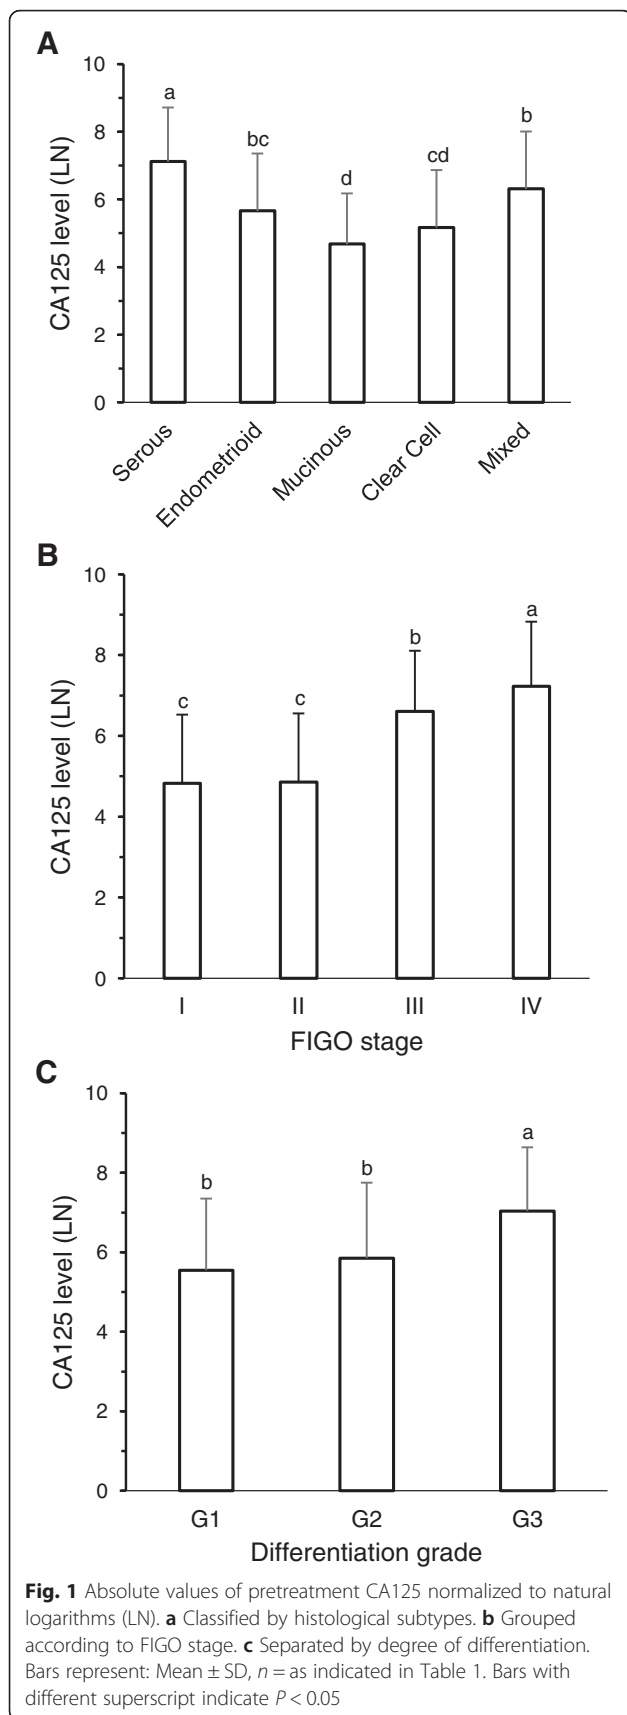 A
10
8
6
4
2
0
CA125 level (LN)
a
bc
d
cd
b
Serous
Endometrioid
Mucinous
Clear Cell
Mixed
B
10
8
6
4
2
0
CA125 level (LN)
c
c
b
a
I
II
III
IV
FIGO stage
C
10
8
6
4
2
0
CA125 level (LN)
b
b
a
G1
G2
G3
Differentiation grade
Fig. 1 Absolute values of pretreatment CA125 normalized to natural
logarithms (LN). a Classified by histological subtypes. b Grouped
according to FIGO stage. c Separated by degree of differentiation.
Bars represent: Mean ± SD, n = as indicated in Table 1. Bars with
different superscript indicate P < 0.05